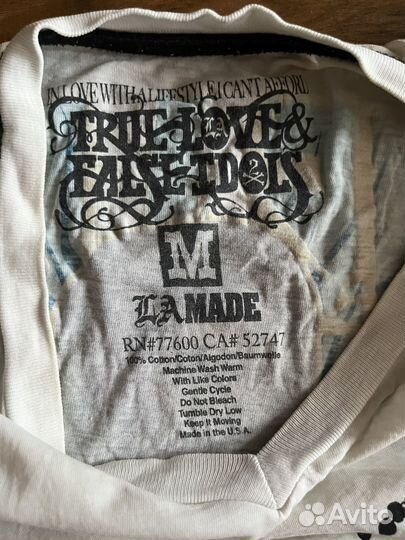 IN LOVE WITH A LIFESTYLE I CAN'T AFFORD
TRUE LOVE &
FALSE IDOLS
M
LA MADE
RN#77600 CA# 52747
100% Cotton/Coton/Algodon/Baumwolle
Machine Wash Warm
With Like Colors
Gentle Cycle
Do Not Bleach
Tumble Dry Low
Keep It Moving
Made in the U.S.A.
Avito